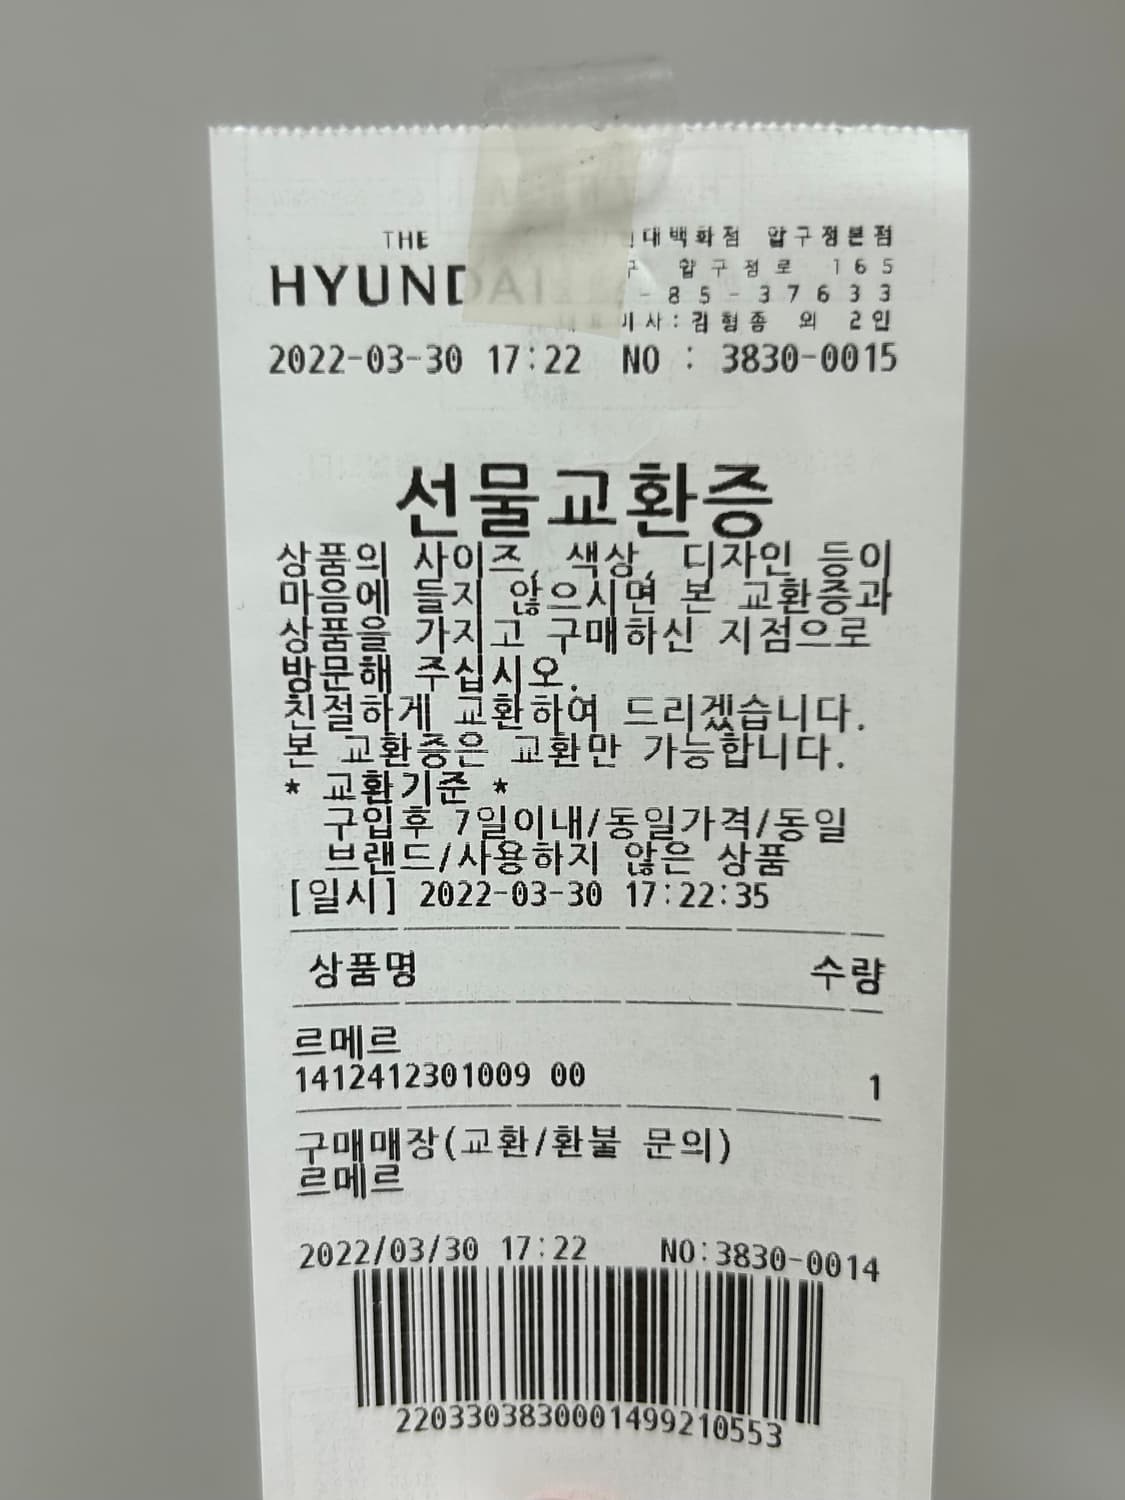 THE
HYUNDAI
대백화점 압구정본점
구 압구정로 165
-85-37633
이사:김형종 외 2인
2022-03-30 17:22 NO : 3830-0015
선물교환증
상품의 사이즈, 색상, 디자인 등이
마음에 들지 않으시면 본 교환증과
상품을 가지고 구매하신 지점으로
방문해 주십시오.
친절하게 교환하여 드리겠습니다.
본 교환증은 교환만 가능합니다.
* 교환기준 *
구입후 7일이내/동일가격/동일
브랜드/사용하지 않은 상품
[일시] 2022-03-30 17:22:35
상품명 수량
르메르
1412412301009 00 1
구매매장(교환/환불 문의)
르메르
2022/03/30 17:22 NO:3830-0014
2203303830001499210553